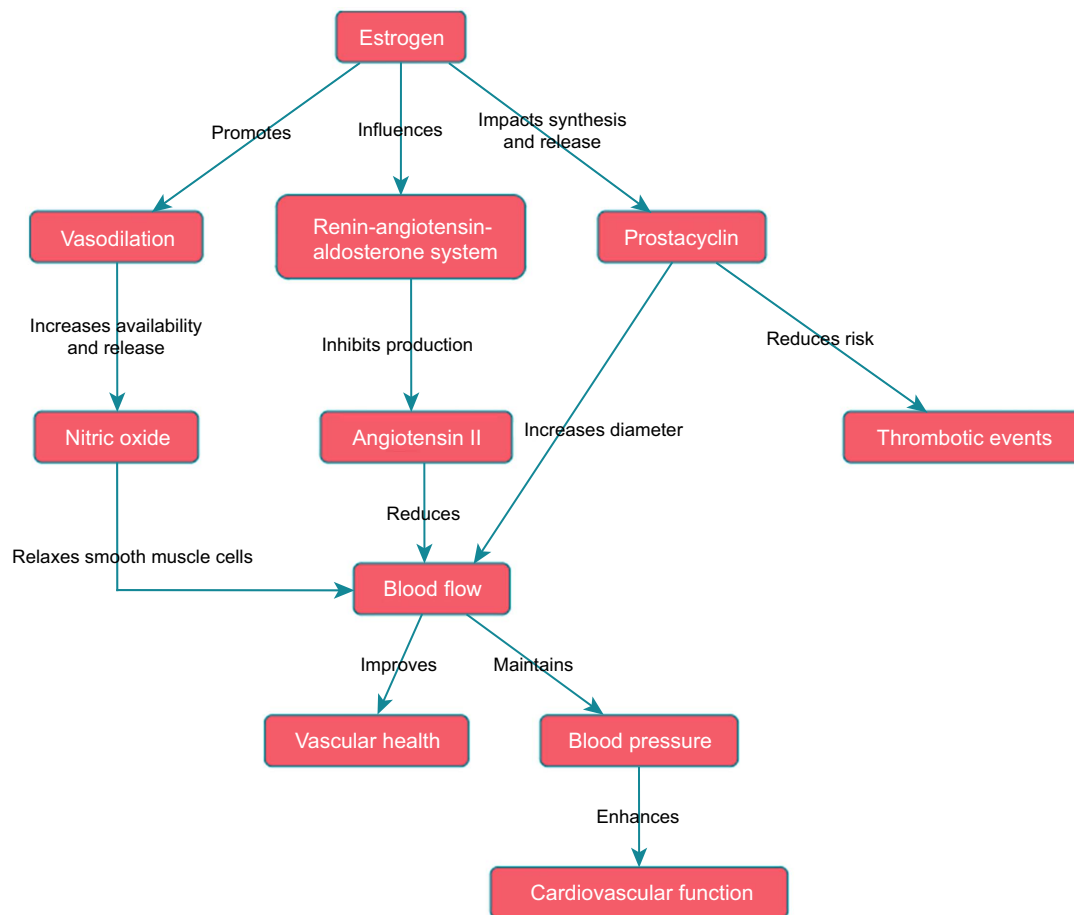 Estrogen
Promotes
Influences
Impacts synthesis
and release
Vasodilation
Renin-angiotensin-
aldosterone system
Prostacyclin
Increases availability
and release
Inhibits production
Reduces risk
Nitric oxide
Angiotensin II
Increases diameter
Thrombotic events
Reduces
Relaxes smooth muscle cells
Blood flow
Improves
Maintains
Vascular health
Blood pressure
Enhances
Cardiovascular function